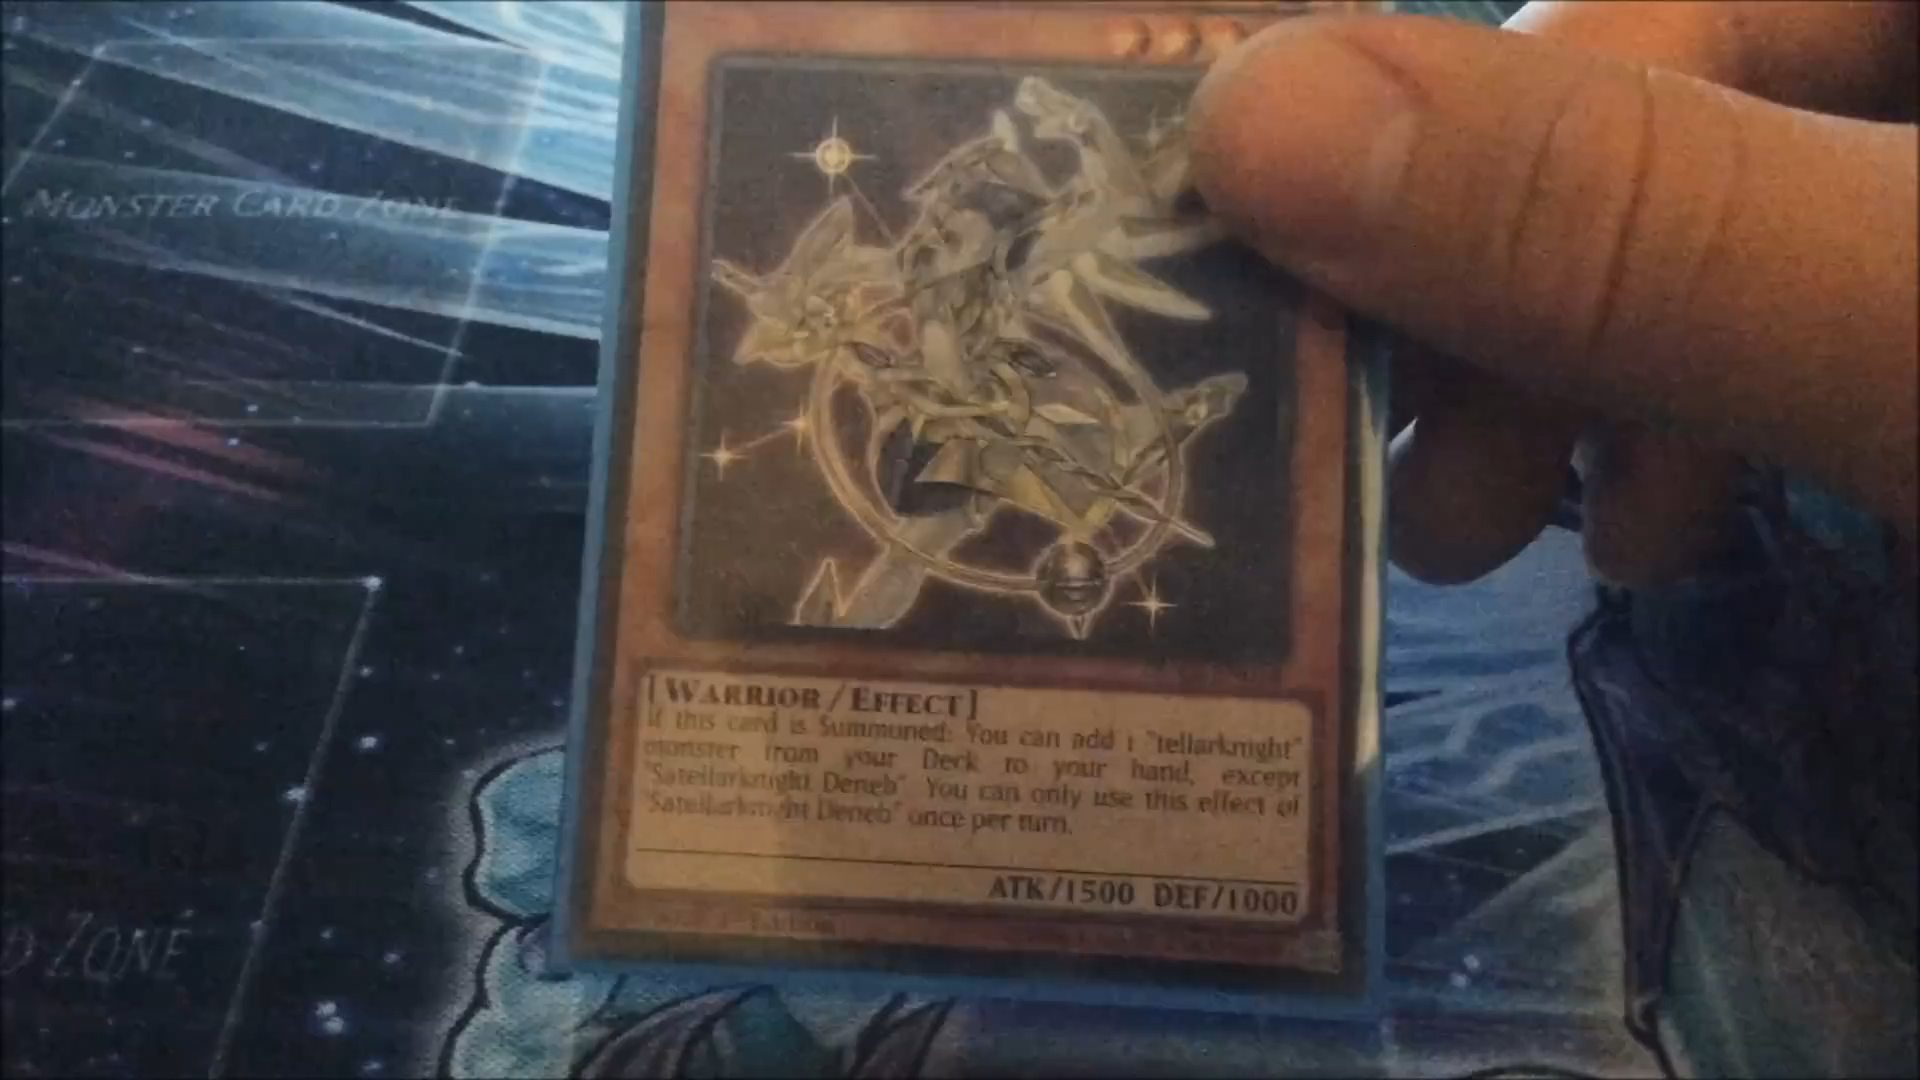 MONSTER CARD ZONE
[WARRIOR/EFFECT]
If this card is Summoned: You can add 1 "tellarknight"
monster from your Deck to your hand, except
"Satellarknight Deneb". You can only use this effect of
"Satellarknight Deneb" once per turn.
ATK/1500 DEF/1000
D ZONE
Edition